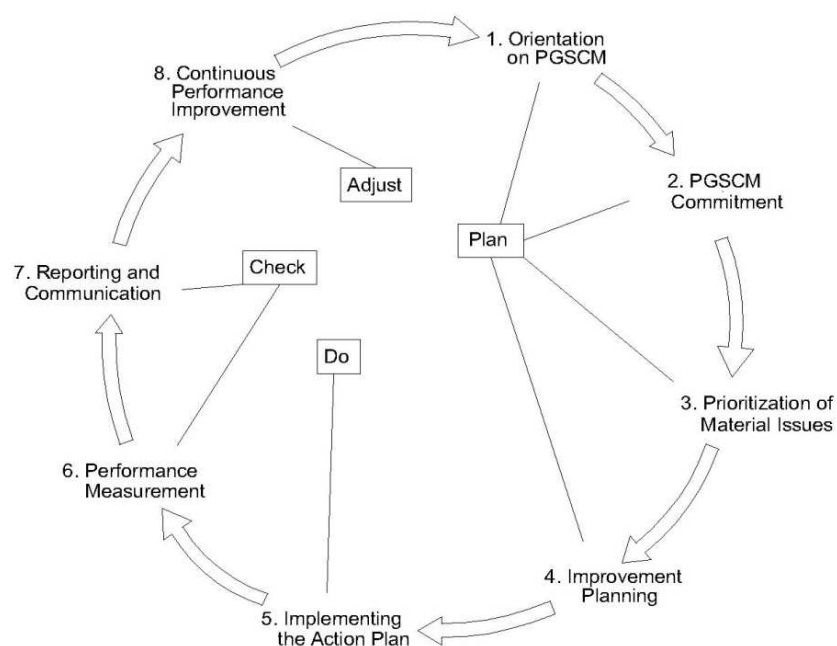 1. Orientation
on PGSCM
2. PGSCM
Commitment
3. Prioritization of
Material Issues
4. Improvement
Planning
5. Implementing
the Action Plan
6. Performance
Measurement
7. Reporting and
Communication
8. Continuous
Performance
Improvement
Adjust
Plan
Check
Do